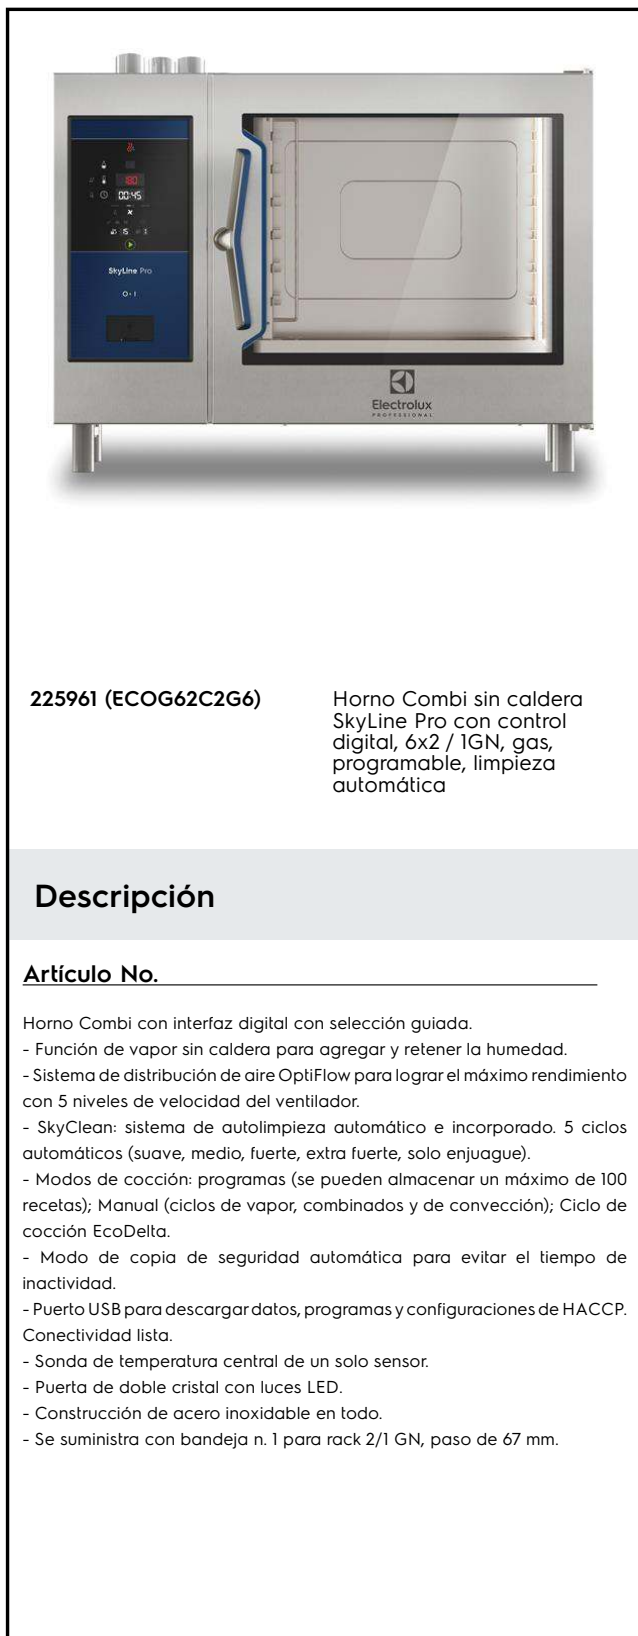 180
00:45
15
SkyLine Pro
Electrolux
PROFESSIONAL
225961 (ECOG62C2G6)
Horno Combi sin caldera
SkyLine Pro con control
digital, 6x2 / 1GN, gas,
programable, limpieza
automática
Descripción
Artículo No.
Horno Combi con interfaz digital con selección guiada.
- Función de vapor sin caldera para agregar y retener la humedad.
- Sistema de distribución de aire OptiFlow para lograr el máximo rendimiento
con 5 niveles de velocidad del ventilador.
- SkyClean: sistema de autolimpieza automático e incorporado. 5 ciclos
automáticos (suave, medio, fuerte, extra fuerte, solo enjuague).
- Modos de cocción: programas (se pueden almacenar un máximo de 100
recetas); Manual (ciclos de vapor, combinados y de convección); Ciclo de
cocción EcoDelta.
- Modo de copia de seguridad automática para evitar el tiempo de
inactividad.
- Puerto USB para descargar datos, programas y configuraciones de HACCP.
Conectividad lista.
- Sonda de temperatura central de un solo sensor.
- Puerta de doble cristal con luces LED.
- Construcción de acero inoxidable en todo.
- Se suministra con bandeja n. 1 para rack 2/1 GN, paso de 67 mm.